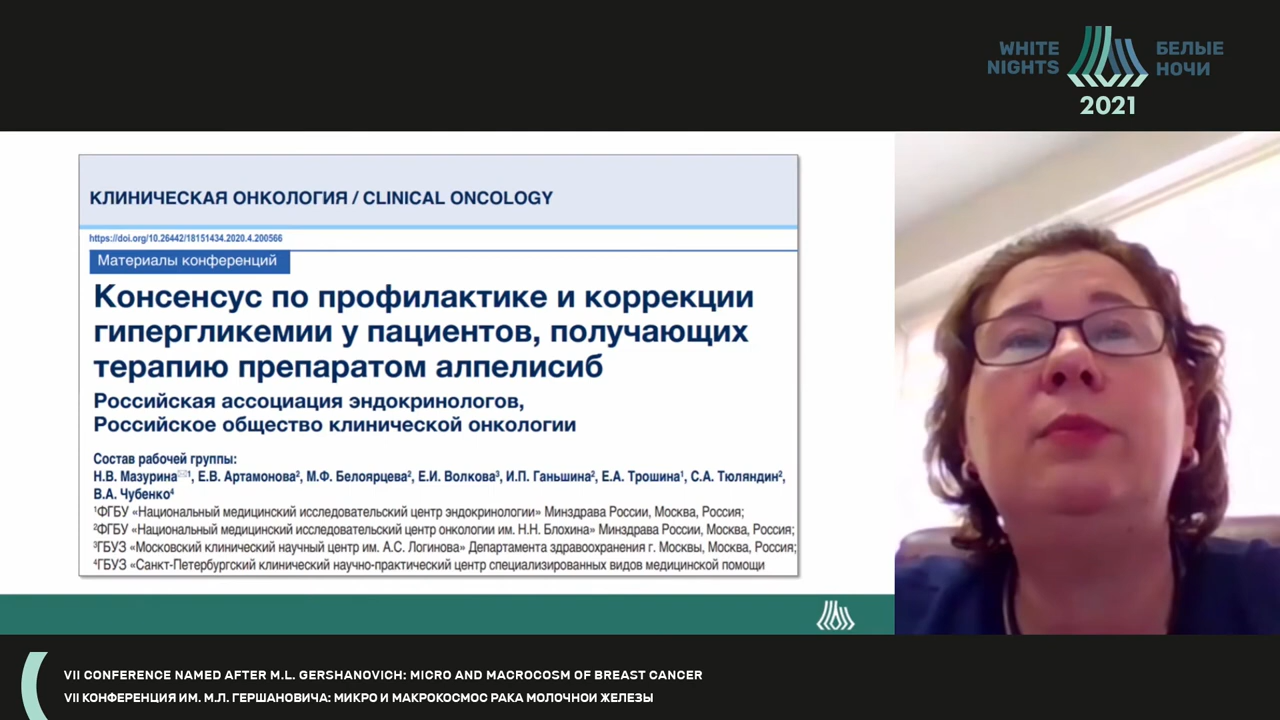 WHITE
NIGHTS
БЕЛЫЕ
НОЧИ
2021
КЛИНИЧЕСКАЯ ОНКОЛОГИЯ / CLINICAL ONCOLOGY
https://doi.org/10.26442/18151434.2020.4.200566
Материалы конференций
Консенсус по профилактике и коррекции
гипергликемии у пациентов, получающих
терапию препаратом алпелисиб
Российская ассоциация эндокринологов,
Российское общество клинической онкологии
Состав рабочей группы:
Н.В. Мазурина✉1, Е.В. Артамонова2, М.Ф. Белоярцева2, Е.И. Волкова3, И.П. Ганьшина2, Е.А. Трошина1, С.А. Тюляндин2,
В.А. Чубенко4
1ФГБУ «Национальный медицинский исследовательский центр эндокринологии» Минздрава России, Москва, Россия;
2ФГБУ «Национальный медицинский исследовательский центр онкологии им. Н.Н. Блохина» Минздрава России, Москва, Россия;
3ГБУЗ «Московский клинический научный центр им. А.С. Логинова» Департамента здравоохранения г. Москвы, Москва, Россия;
4ГБУЗ «Санкт-Петербургский клинический научно-практический центр специализированных видов медицинской помощи
VII CONFERENCE NAMED AFTER M.L. GERSHANOVICH: MICRO AND MACROCOSM OF BREAST CANCER
VII КОНФЕРЕНЦИЯ ИМ. М.Л. ГЕРШАНОВИЧА: МИКРО И МАКРОКОСМОС РАКА МОЛОЧНОЙ ЖЕЛЕЗЫ